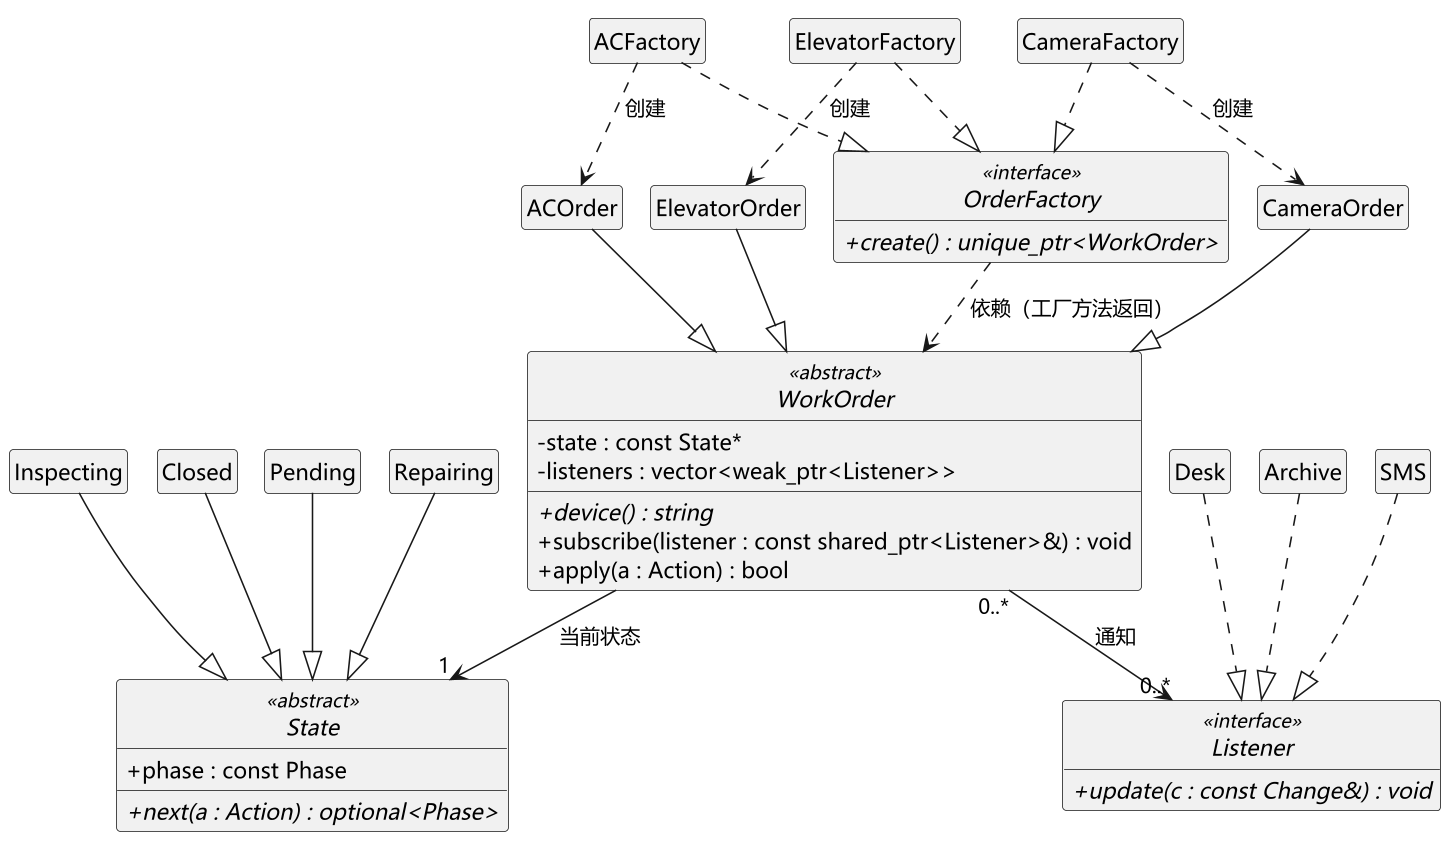 ACFactory
ElevatorFactory
CameraFactory
创建
创建
创建
«interface»
OrderFactory
+create() : unique_ptr<WorkOrder>
ACOrder
ElevatorOrder
CameraOrder
依赖（工厂方法返回）
«abstract»
WorkOrder
-state : const State*
-listeners : vector<weak_ptr<Listener>>
+device() : string
+subscribe(listener : const shared_ptr<Listener>&) : void
+apply(a : Action) : bool
Inspecting
Closed
Pending
Repairing
Desk
Archive
SMS
0..*
当前状态
通知
1
0..*
«abstract»
State
+phase : const Phase
+next(a : Action) : optional<Phase>
«interface»
Listener
+update(c : const Change&) : void